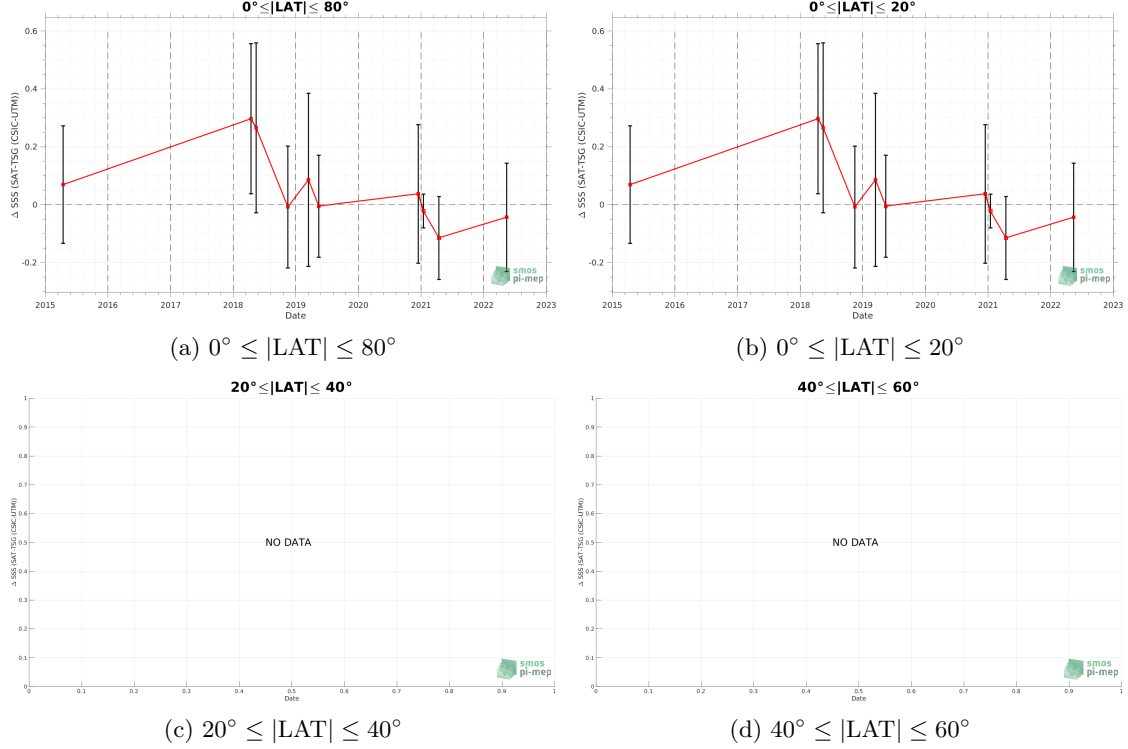 0°≤|LAT|≤ 80°
0.6
0.4
0.2
0
-0.2
Δ SSS (SAT-TSG (CSIC-UTM))
smos
pi-mep
2015 2016 2017 2018 2019 2020 2021 2022 2023
Date
(a) 0° ≤ |LAT| ≤ 80°
0°≤|LAT|≤ 20°
0.6
0.4
0.2
0
-0.2
Δ SSS (SAT-TSG (CSIC-UTM))
smos
pi-mep
2015 2016 2017 2018 2019 2020 2021 2022 2023
Date
(b) 0° ≤ |LAT| ≤ 20°
20°≤|LAT|≤ 40°
1
0.9
0.8
0.7
0.6
0.5
0.4
0.3
0.2
0.1
0
Δ SSS (SAT-TSG (CSIC-UTM))
NO DATA
smos
pi-mep
0 0.1 0.2 0.3 0.4 0.5 0.6 0.7 0.8 0.9 1
Date
(c) 20° ≤ |LAT| ≤ 40°
40°≤|LAT|≤ 60°
1
0.9
0.8
0.7
0.6
0.5
0.4
0.3
0.2
0.1
0
Δ SSS (SAT-TSG (CSIC-UTM))
NO DATA
smos
pi-mep
0 0.1 0.2 0.3 0.4 0.5 0.6 0.7 0.8 0.9 1
Date
(d) 40° ≤ |LAT| ≤ 60°